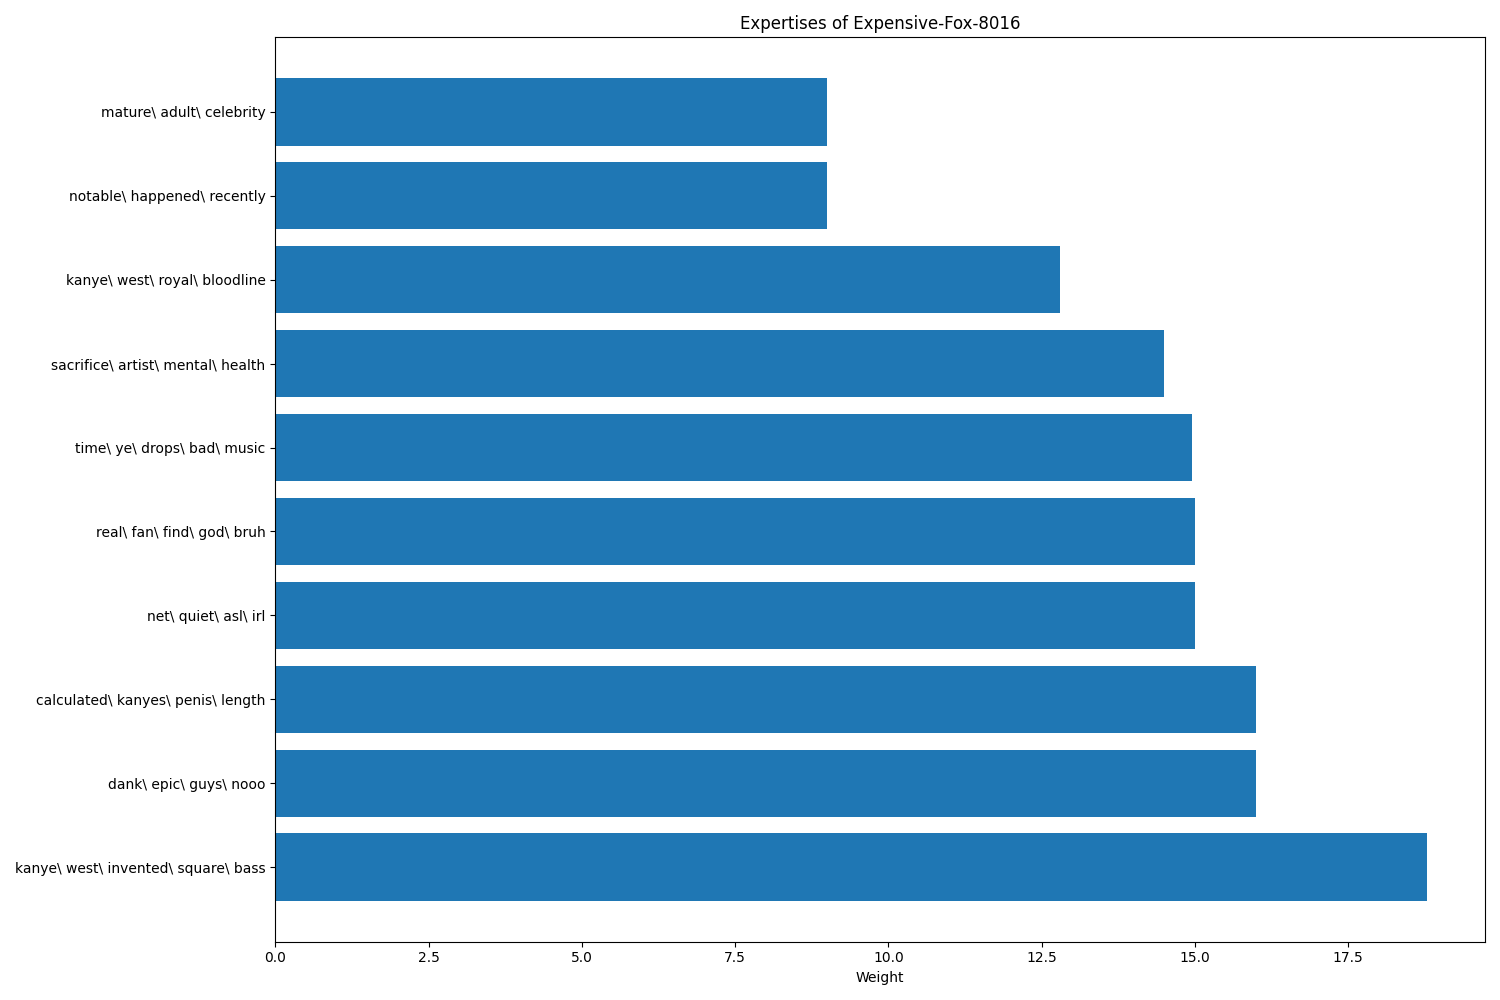 Expertises of Expensive-Fox-8016
mature\ adult\ celebrity
notable\ happened\ recently
kanye\ west\ royal\ bloodline
sacrifice\ artist\ mental\ health
time\ ye\ drops\ bad\ music
real\ fan\ find\ god\ bruh
net\ quiet\ asl\ irl
calculated\ kanyes\ penis\ length
dank\ epic\ guys\ nooo
kanye\ west\ invented\ square\ bass
0.0 2.5 5.0 7.5 10.0 12.5 15.0 17.5
Weight